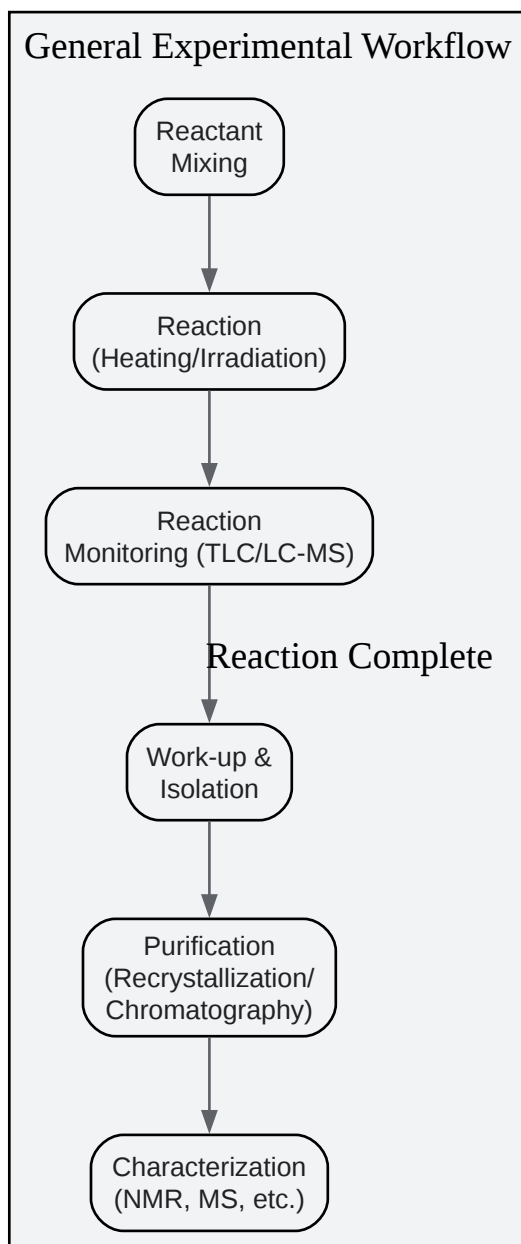 General Experimental Workflow
Reactant
Mixing
Reaction
(Heating/Irradiation)
Reaction
Monitoring (TLC/LC-MS)
Reaction Complete
Work-up &
Isolation
Purification
(Recrystallization/
Chromatography)
Characterization
(NMR, MS, etc.)